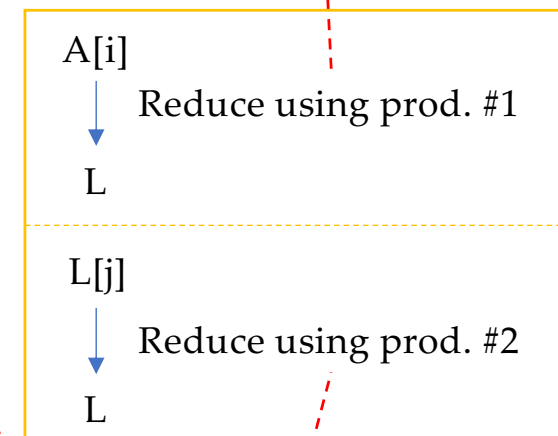 A[i]
Reduce using prod. #1
L
L[j]
Reduce using prod. #2
L